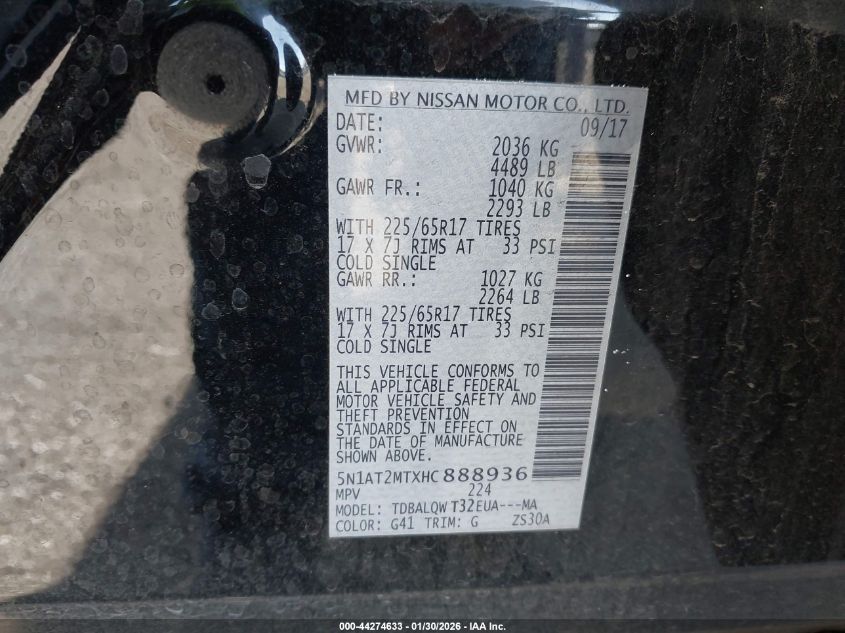 MFD BY NISSAN MOTOR CO., LTD.
DATE: 09/17
GVWR: 2036 KG
4489 LB
GAWR FR.: 1040 KG
2293 LB
WITH 225/65R17 TIRES
17 X 7J RIMS AT 33 PSI
COLD SINGLE
GAWR RR.: 1027 KG
2264 LB
WITH 225/65R17 TIRES
17 X 7J RIMS AT 33 PSI
COLD SINGLE
THIS VEHICLE CONFORMS TO
ALL APPLICABLE FEDERAL
MOTOR VEHICLE SAFETY AND
THEFT PREVENTION
STANDARDS IN EFFECT ON
THE DATE OF MANUFACTURE
SHOWN ABOVE.
5N1AT2MTXHC888936
MPV 224
MODEL: TDBALQW T32EUA---MA
COLOR: G41 TRIM: G ZS30A
000-44274633 - 01/30/2026 - IAA Inc.